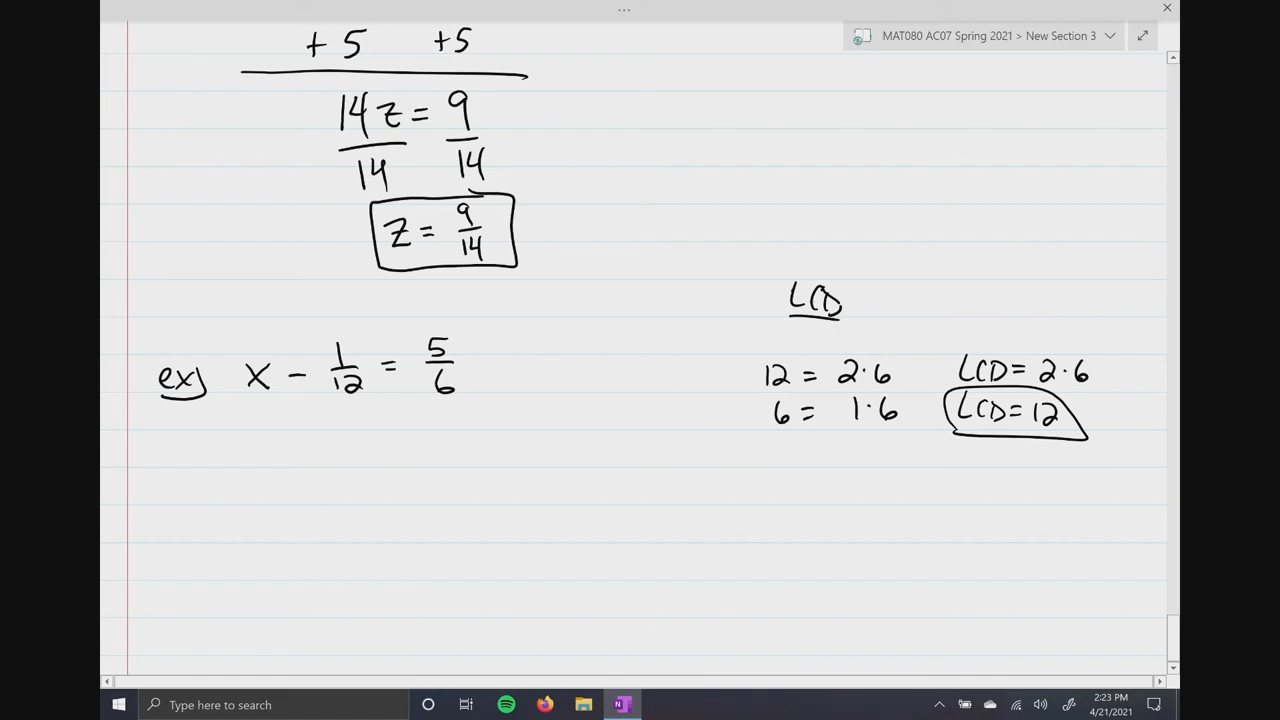 MAT080 AC07 Spring 2021 > New Section 3
+5 +5
14z = 9
14 14
z = 9/14
LCD
ex) x - 1/12 = 5/6
12 = 2·6 LCD = 2·6
6 = 1·6 LCD = 12
Type here to search
2:23 PM
4/21/2021